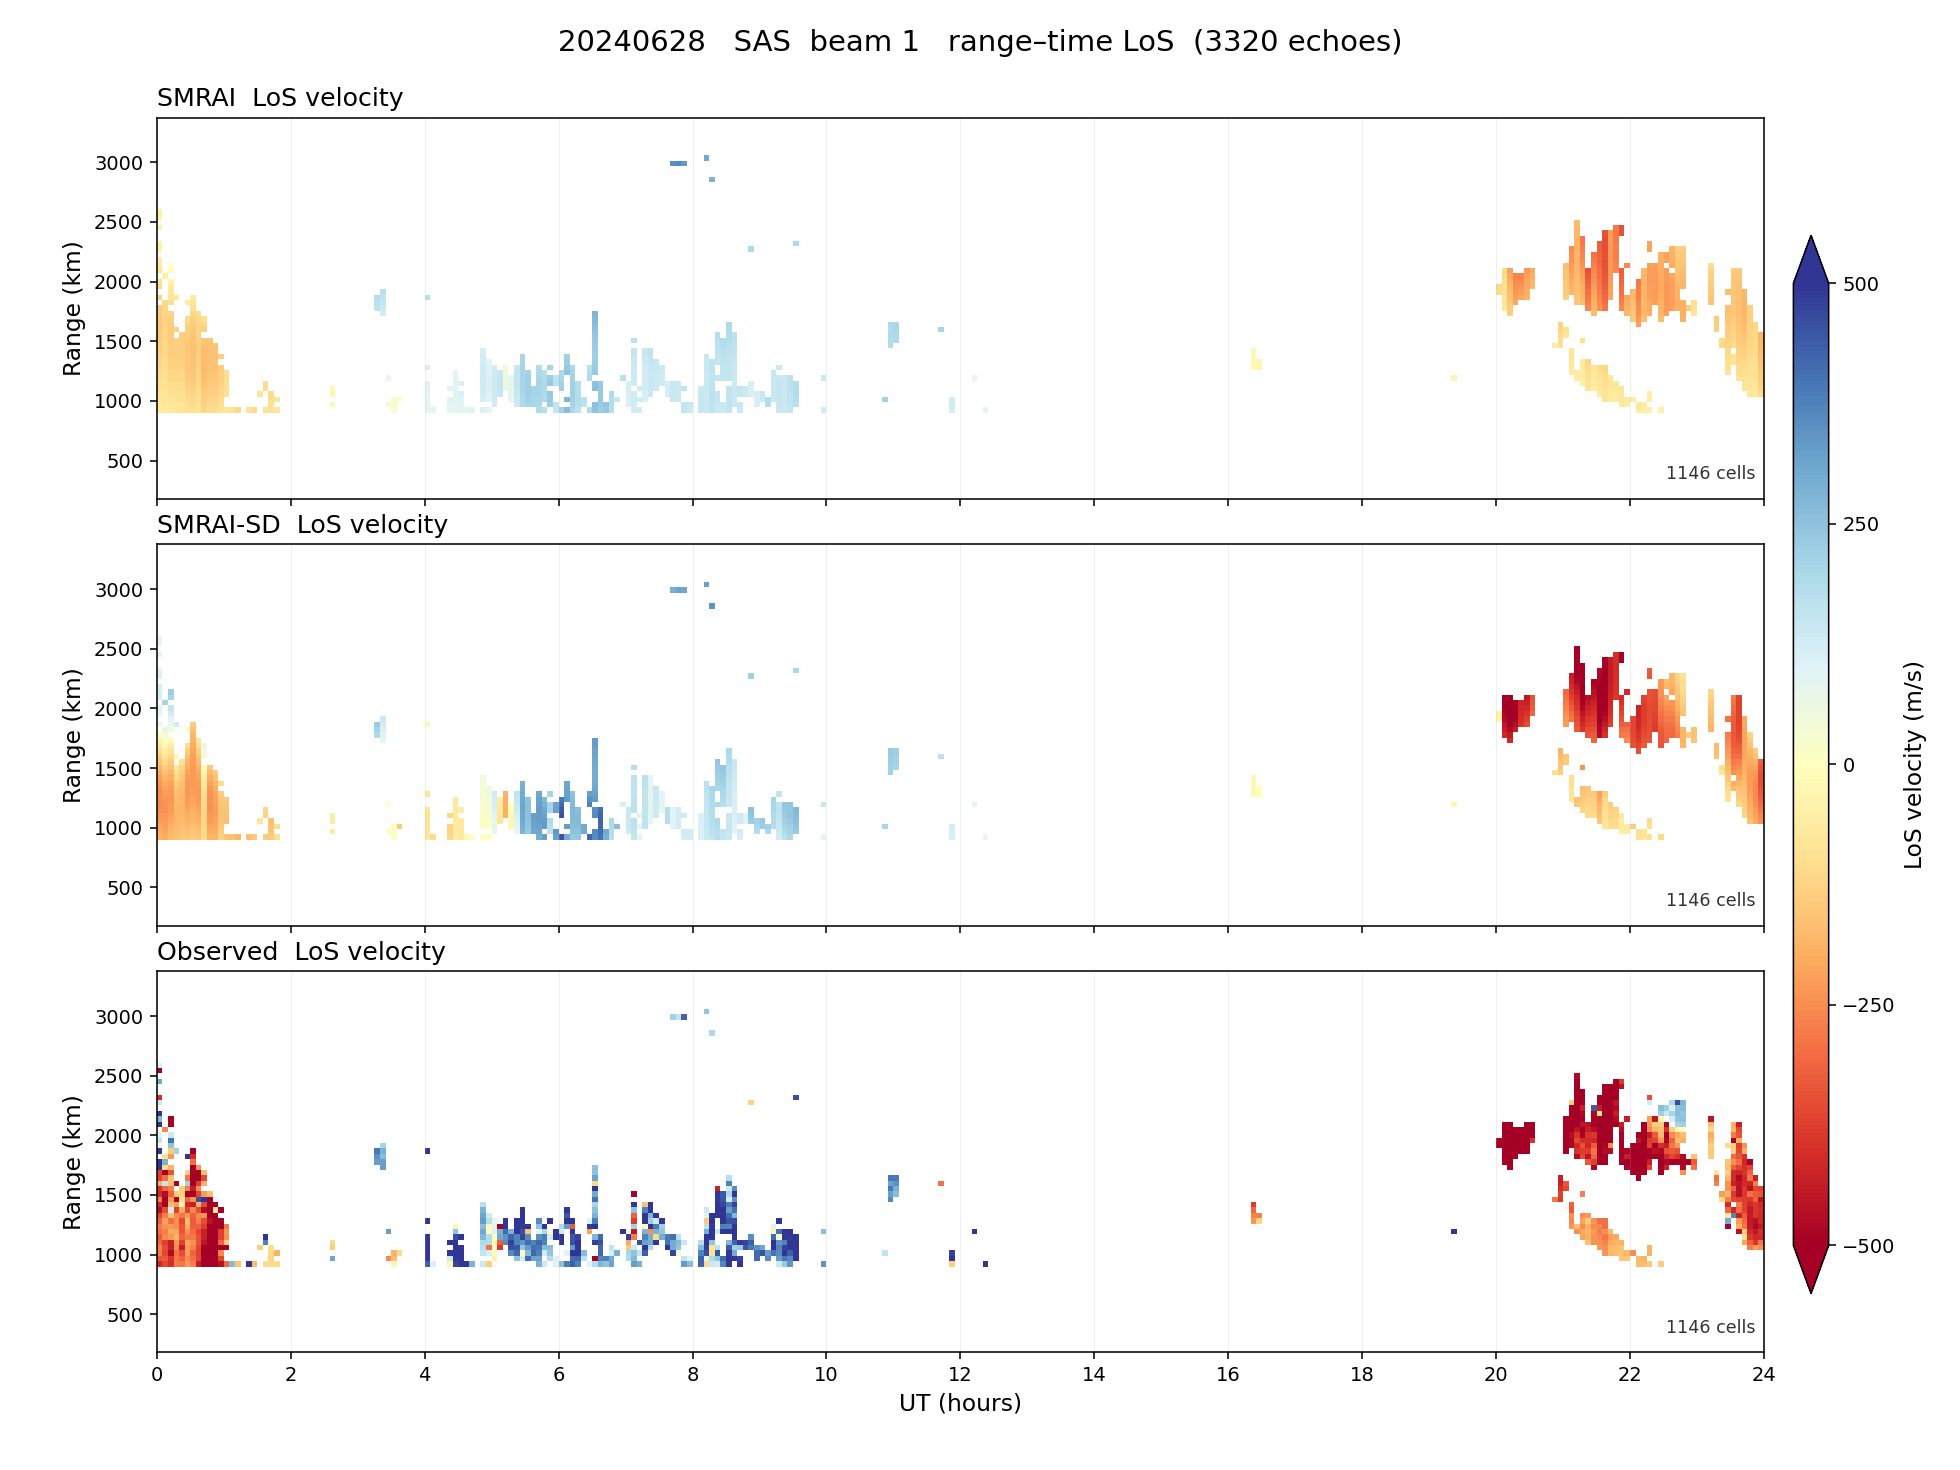 20240628 SAS beam 1 range–time LoS (3320 echoes)
SMRAI LoS velocity
3000
2500
2000
1500
1000
500
Range (km)
1146 cells
SMRAI-SD LoS velocity
3000
2500
2000
1500
1000
500
Range (km)
1146 cells
Observed LoS velocity
3000
2500
2000
1500
1000
500
Range (km)
1146 cells
0 2 4 6 8 10 12 14 16 18 20 22 24
UT (hours)
500
250
0
−250
−500
LoS velocity (m/s)